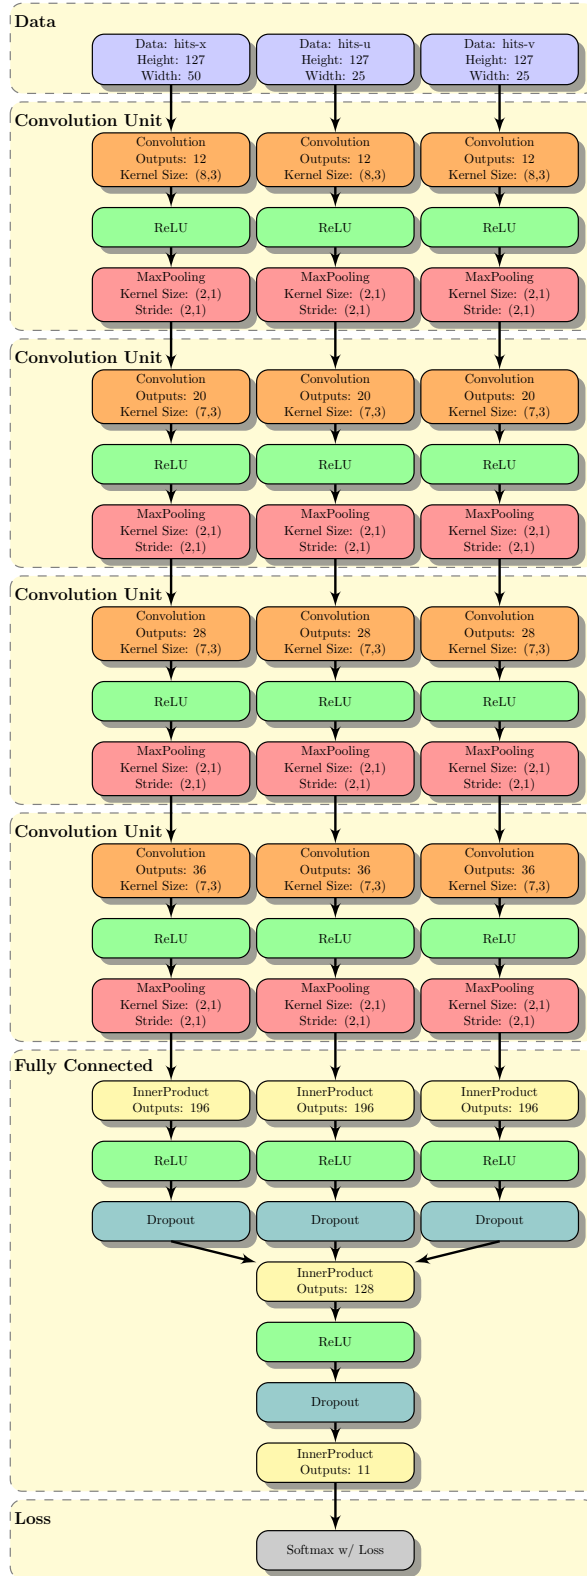 Data
Data: hits-x
Height: 127
Width: 50
Data: hits-u
Height: 127
Width: 25
Data: hits-v
Height: 127
Width: 25
Convolution Unit
Convolution
Outputs: 12
Kernel Size: (8,3)
Convolution
Outputs: 12
Kernel Size: (8,3)
Convolution
Outputs: 12
Kernel Size: (8,3)
ReLU
ReLU
ReLU
MaxPooling
Kernel Size: (2,1)
Stride: (2,1)
MaxPooling
Kernel Size: (2,1)
Stride: (2,1)
MaxPooling
Kernel Size: (2,1)
Stride: (2,1)
Convolution Unit
Convolution
Outputs: 20
Kernel Size: (7,3)
Convolution
Outputs: 20
Kernel Size: (7,3)
Convolution
Outputs: 20
Kernel Size: (7,3)
ReLU
ReLU
ReLU
MaxPooling
Kernel Size: (2,1)
Stride: (2,1)
MaxPooling
Kernel Size: (2,1)
Stride: (2,1)
MaxPooling
Kernel Size: (2,1)
Stride: (2,1)
Convolution Unit
Convolution
Outputs: 28
Kernel Size: (7,3)
Convolution
Outputs: 28
Kernel Size: (7,3)
Convolution
Outputs: 28
Kernel Size: (7,3)
ReLU
ReLU
ReLU
MaxPooling
Kernel Size: (2,1)
Stride: (2,1)
MaxPooling
Kernel Size: (2,1)
Stride: (2,1)
MaxPooling
Kernel Size: (2,1)
Stride: (2,1)
Convolution Unit
Convolution
Outputs: 36
Kernel Size: (7,3)
Convolution
Outputs: 36
Kernel Size: (7,3)
Convolution
Outputs: 36
Kernel Size: (7,3)
ReLU
ReLU
ReLU
MaxPooling
Kernel Size: (2,1)
Stride: (2,1)
MaxPooling
Kernel Size: (2,1)
Stride: (2,1)
MaxPooling
Kernel Size: (2,1)
Stride: (2,1)
Fully Connected
InnerProduct
Outputs: 196
InnerProduct
Outputs: 196
InnerProduct
Outputs: 196
ReLU
ReLU
ReLU
Dropout
Dropout
Dropout
InnerProduct
Outputs: 128
ReLU
Dropout
InnerProduct
Outputs: 11
Loss
Softmax w/ Loss